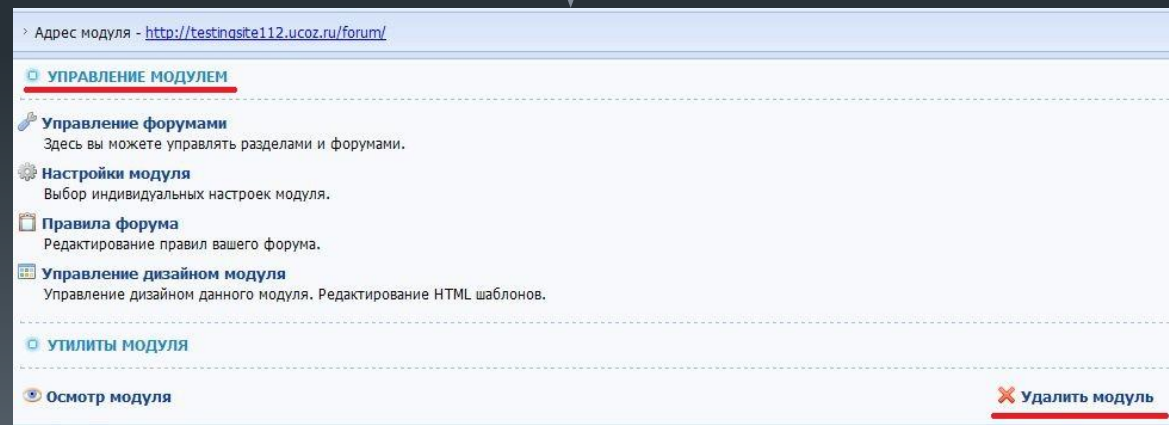 Адрес модуля - http://testingsite112.ucoz.ru/forum/
УПРАВЛЕНИЕ МОДУЛЕМ
Управление форумами
Здесь вы можете управлять разделами и форумами.
Настройки модуля
Выбор индивидуальных настроек модуля.
Правила форума
Редактирование правил вашего форума.
Управление дизайном модуля
Управление дизайном данного модуля. Редактирование HTML шаблонов.
УТИЛИТЫ МОДУЛЯ
Осмотр модуля
Удалить модуль